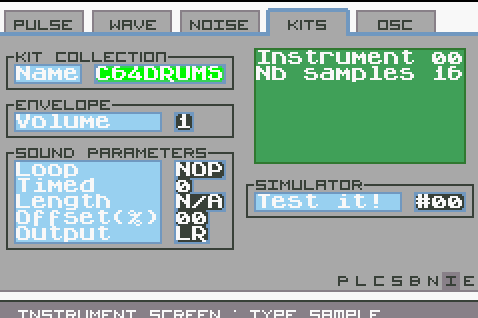 PULSE WAVE NOISE KITS OSC
KIT COLLECTION
Name C64DRUMS
ENVELOPE
Volume 1
SOUND PARAMETERS
Loop NOP
Timed 0
Length N/A
Offset(%) 00
Output LR
Instrument 00
Nb samples 16
SIMULATOR
Test it! #00
PLCSBNIE
INSTRUMENT SCREEN : TYPE SAMPLE